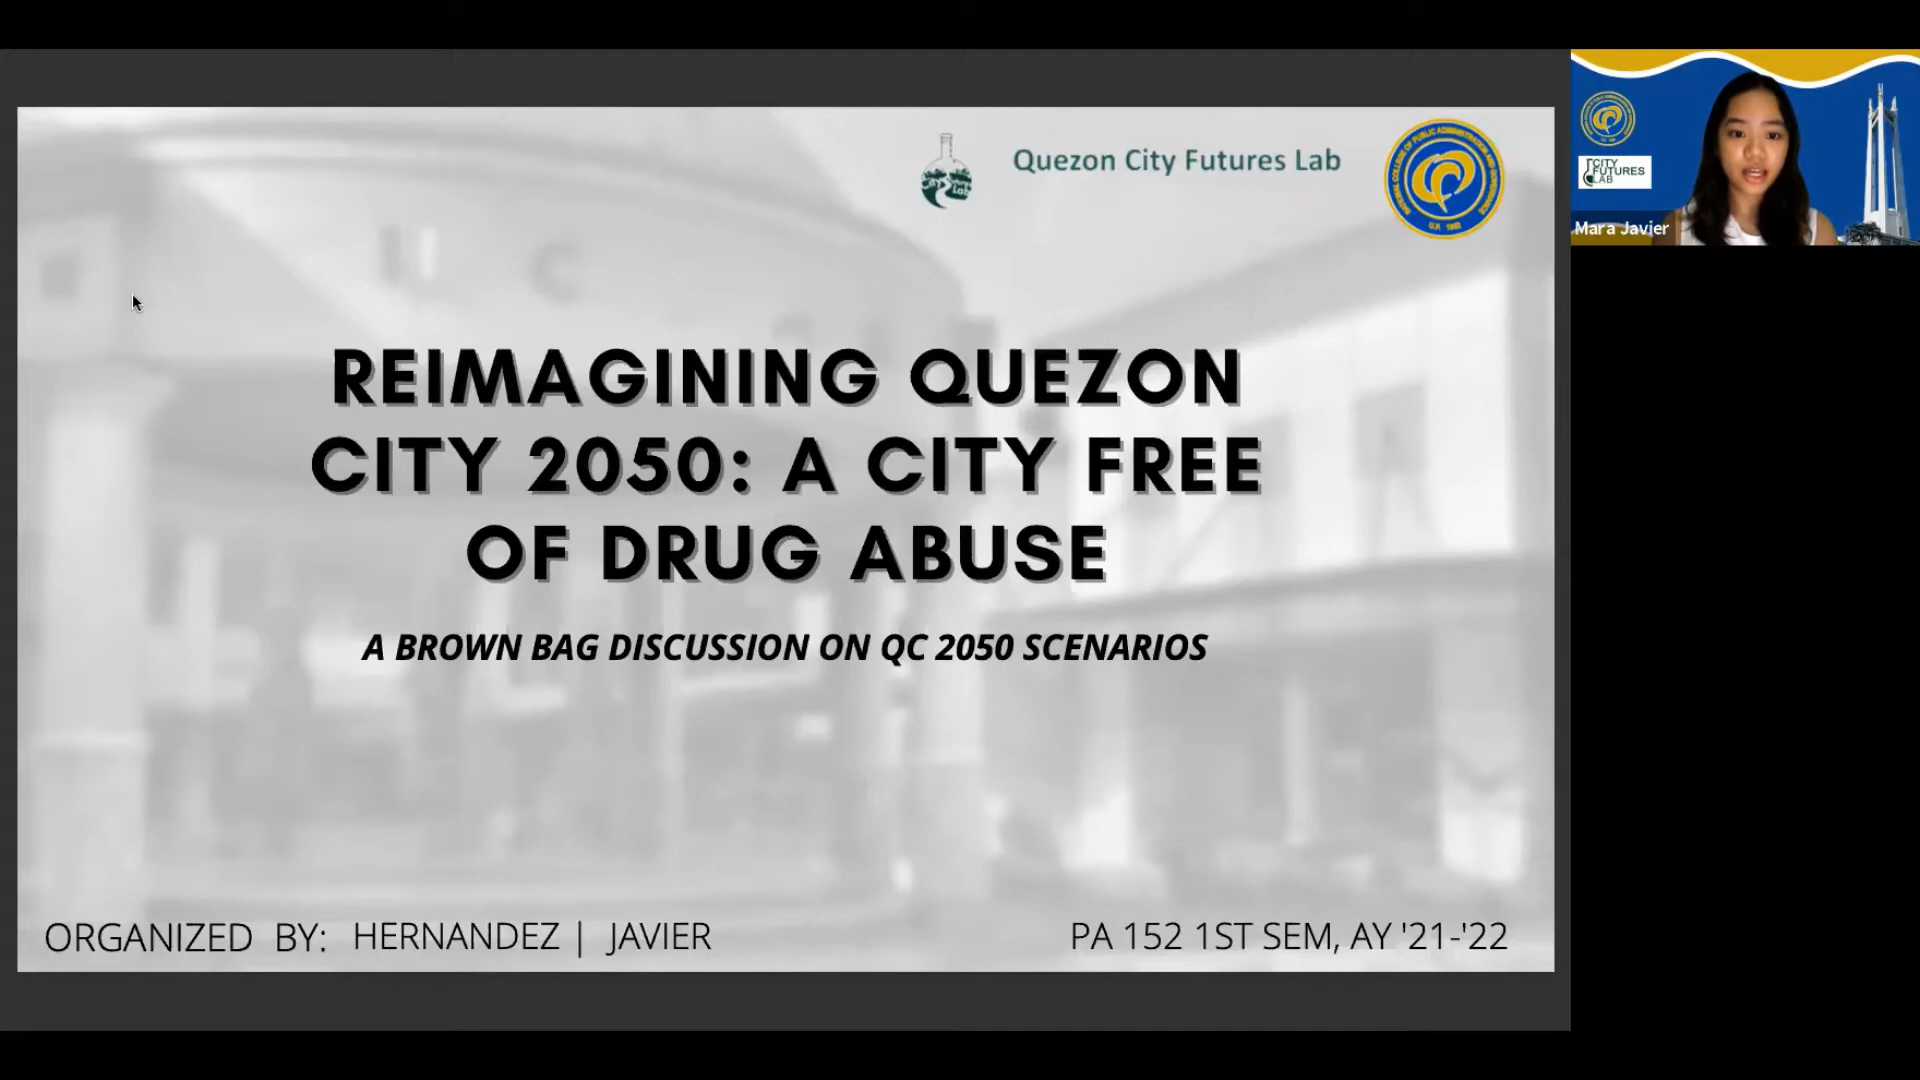 Quezon City Futures Lab
REIMAGINING QUEZON
CITY 2050: A CITY FREE
OF DRUG ABUSE
A BROWN BAG DISCUSSION ON QC 2050 SCENARIOS
ORGANIZED BY: HERNANDEZ | JAVIER
PA 152 1ST SEM, AY '21-'22
CITY
FUTURES
LAB
Mara Javier